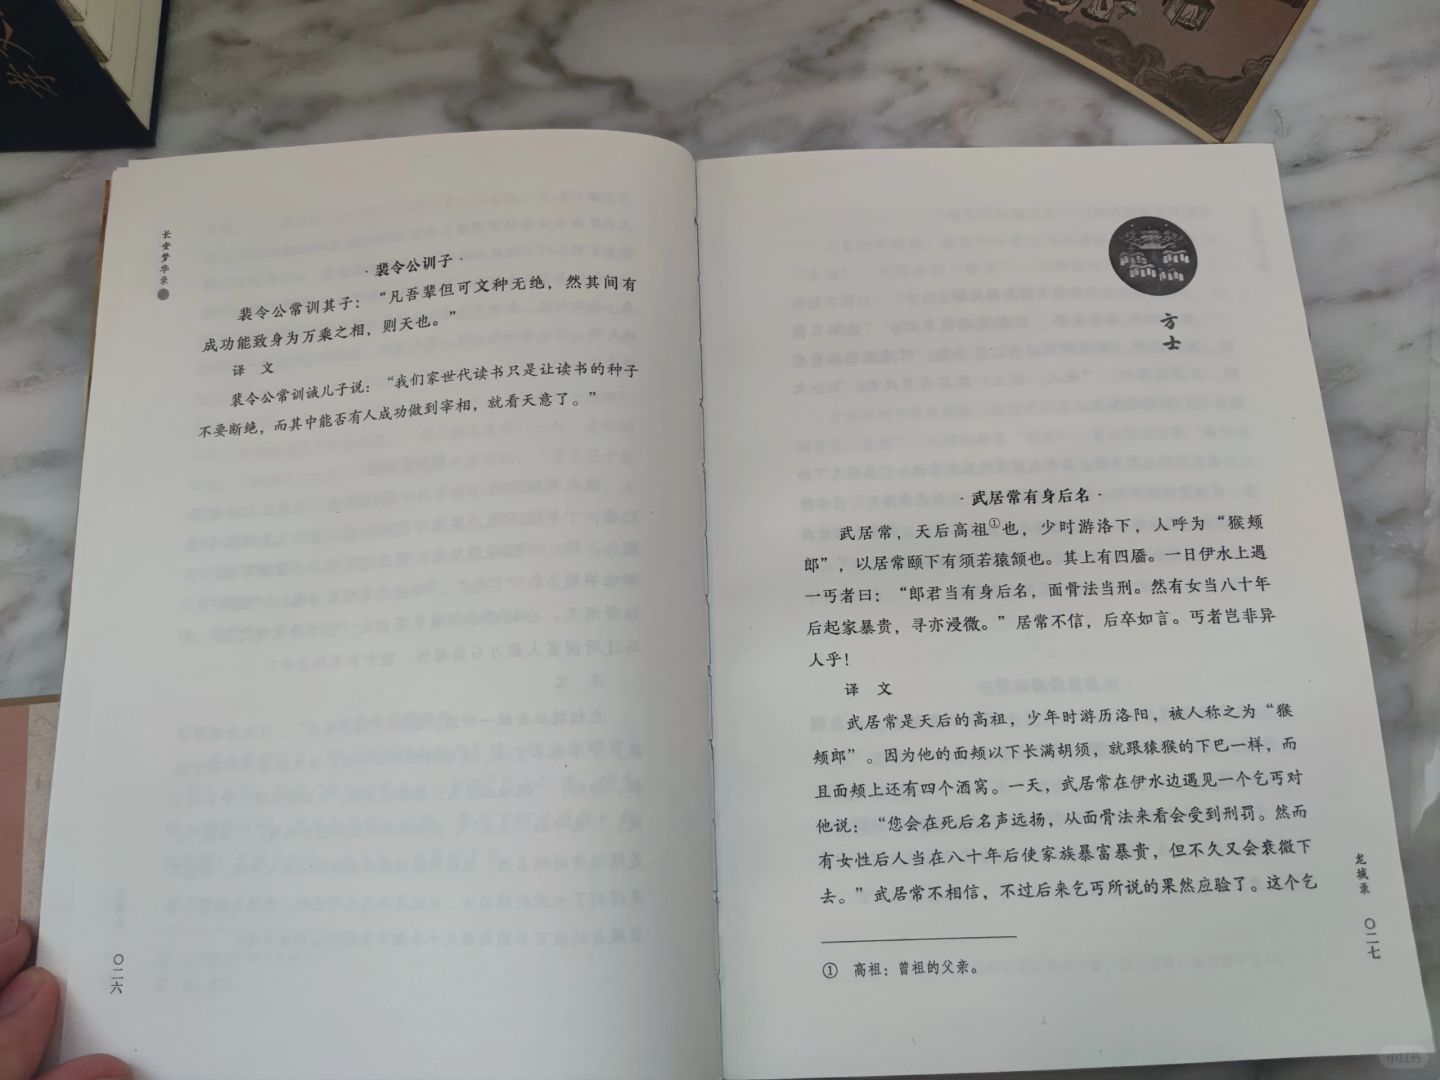 长安梦华录
·裴令公训子·
裴令公常训其子：“凡吾辈但可文种无绝，然其间有
成功能致身为万乘之相，则天也。”
译 文
裴令公常训诫儿子说：“我们家世代读书只是让读书的种子
不要断绝，而其中能否有人成功做到宰相，就看天意了。”
〇二六
方士
·武居常有身后名·
武居常，天后高祖①也，少时游洛下，人呼为“猴颊
郎”，以居常颐下有须若猿颔也。其上有四靥。一日伊水上遇
一丐者曰：“郎君当有身后名，面骨法当刑。然有女当八十年
后起家暴贵，寻亦浸微。”居常不信，后卒如言。丐者岂非异
人乎！
译 文
武居常是天后的高祖，少年时游历洛阳，被人称之为“猴
颊郎”。因为他的面颊以下长满胡须，就跟猿猴的下巴一样，而
且面颊上还有四个酒窝。一天，武居常在伊水边遇见一个乞丐对
他说：“您会在死后名声远扬，从面骨法来看会受到刑罚。然而
有女性后人当在八十年后使家族暴富暴贵，但不久又会衰微下
去。”武居常不相信，不过后来乞丐所说的果然应验了。这个乞
① 高祖：曾祖的父亲。
龙城录
〇二七